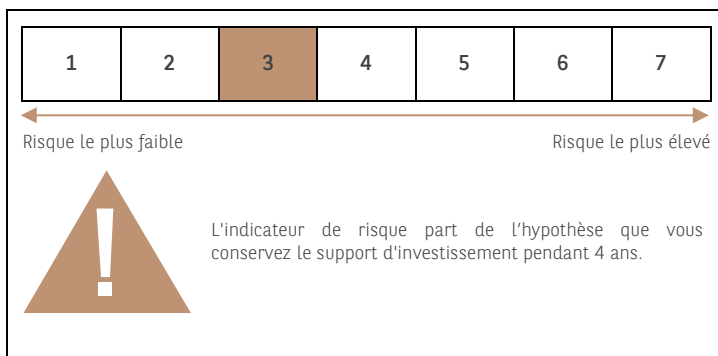 1 2 3 4 5 6 7
Risque le plus faible Risque le plus élevé
!
L'indicateur de risque part de l’hypothèse que vous
conservez le support d'investissement pendant 4 ans.